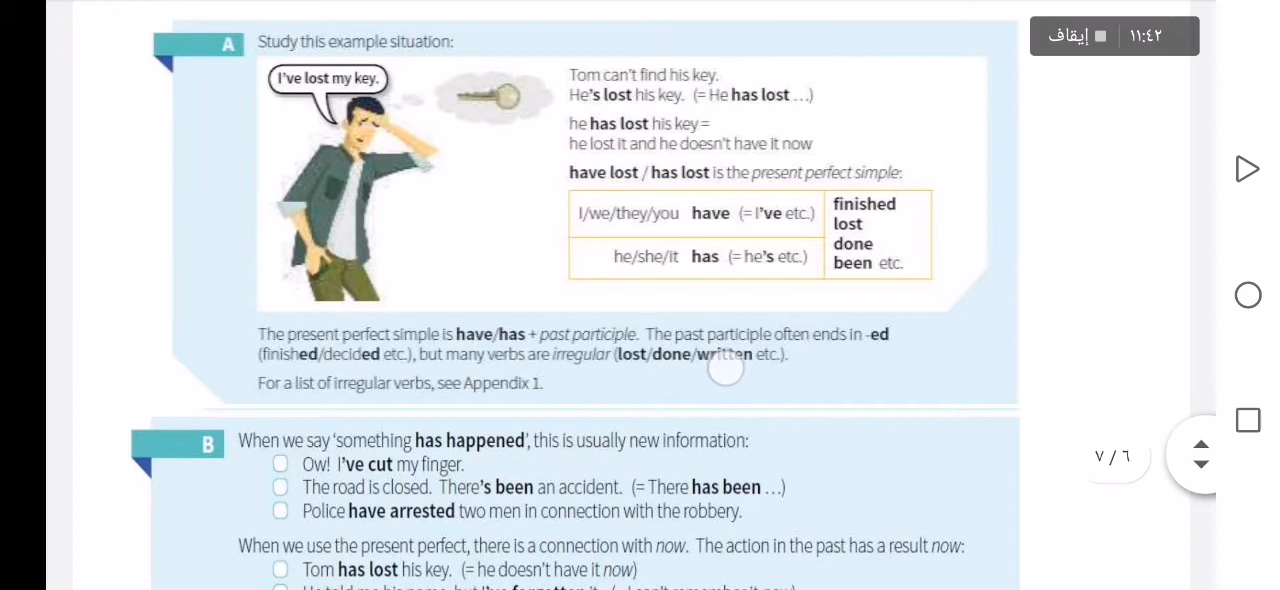 A Study this example situation:
إيقاف ١١:٤٢
I've lost my key.
Tom can't find his key.
He's lost his key. (= He has lost …)
he has lost his key =
he lost it and he doesn't have it now
have lost / has lost is the present perfect simple:
I/we/they/you have (= I've etc.) finished
lost
he/she/it has (= he's etc.) done
been etc.
The present perfect simple is have/has + past participle. The past participle often ends in -ed
(finished/decided etc.), but many verbs are irregular (lost/done/written etc.).
For a list of irregular verbs, see Appendix 1.
B When we say 'something has happened', this is usually new information:
Ow! I've cut my finger.
The road is closed. There's been an accident. (= There has been …)
Police have arrested two men in connection with the robbery.
٧ / ٦
When we use the present perfect, there is a connection with now. The action in the past has a result now:
Tom has lost his key. (= he doesn't have it now)